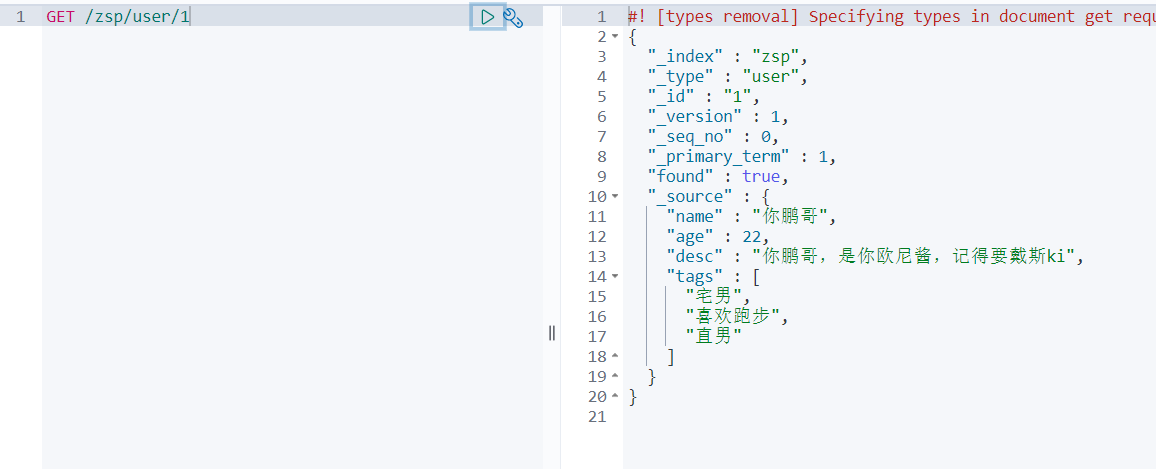 1 GET /zsp/user/1
1 #! [types removal] Specifying types in document get requ
2 {
3 "_index" : "zsp",
4 "_type" : "user",
5 "_id" : "1",
6 "_version" : 1,
7 "_seq_no" : 0,
8 "_primary_term" : 1,
9 "found" : true,
10 "_source" : {
11 "name" : "你鹏哥",
12 "age" : 22,
13 "desc" : "你鹏哥，是你欧尼酱，记得要戴斯ki",
14 "tags" : [
15 "宅男",
16 "喜欢跑步",
17 "直男"
18 ]
19 }
20 }
21